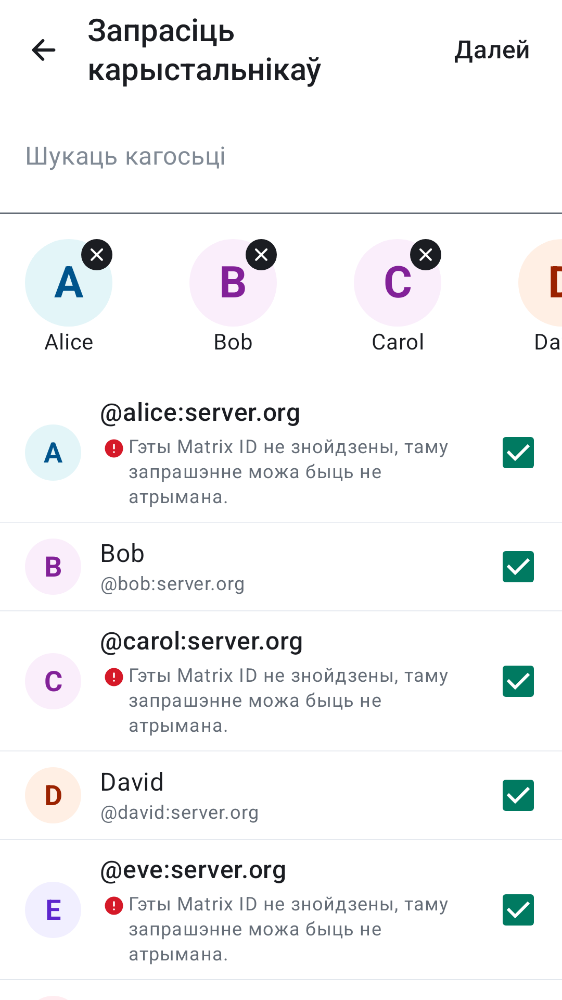 Запрасіць
карыстальнікаў
Далей
Шукаць кагосьці
A
B
C
Alice
Bob
Carol
Da
@alice:server.org
A
Гэты Matrix ID не знойдзены, таму
запрашэнне можа быць не
атрымана.
Bob
B
@bob:server.org
@carol:server.org
C
Гэты Matrix ID не знойдзены, таму
запрашэнне можа быць не
атрымана.
David
D
@david:server.org
@eve:server.org
E
Гэты Matrix ID не знойдзены, таму
запрашэнне можа быць не
атрымана.